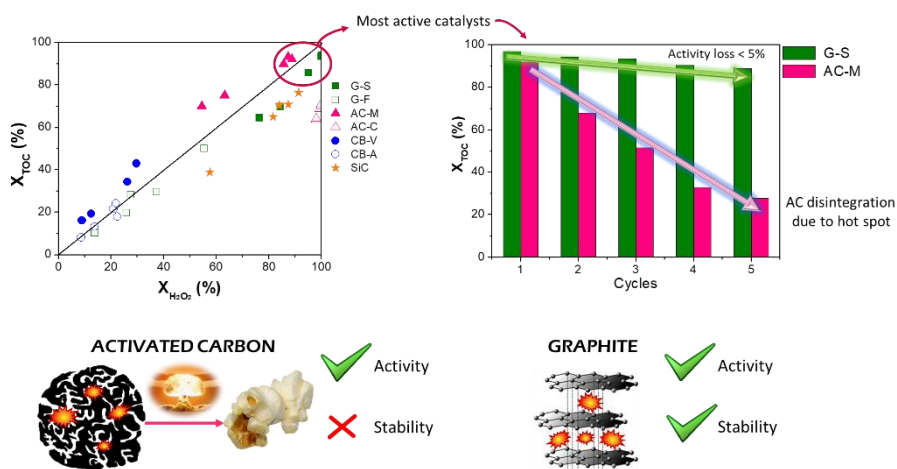 Most active catalysts
100
80
60
40
20
0
X_TOC (%)
0 20 40 60 80 100
X_H₂O₂ (%)
G-S
G-F
AC-M
AC-C
CB-V
CB-A
SiC
100
80
60
40
20
0
X_TOC (%)
Activity loss < 5%
1 2 3 4 5
Cycles
G-S
AC-M
AC disintegration
due to hot spot
ACTIVATED CARBON
Activity
Stability
GRAPHITE
Activity
Stability